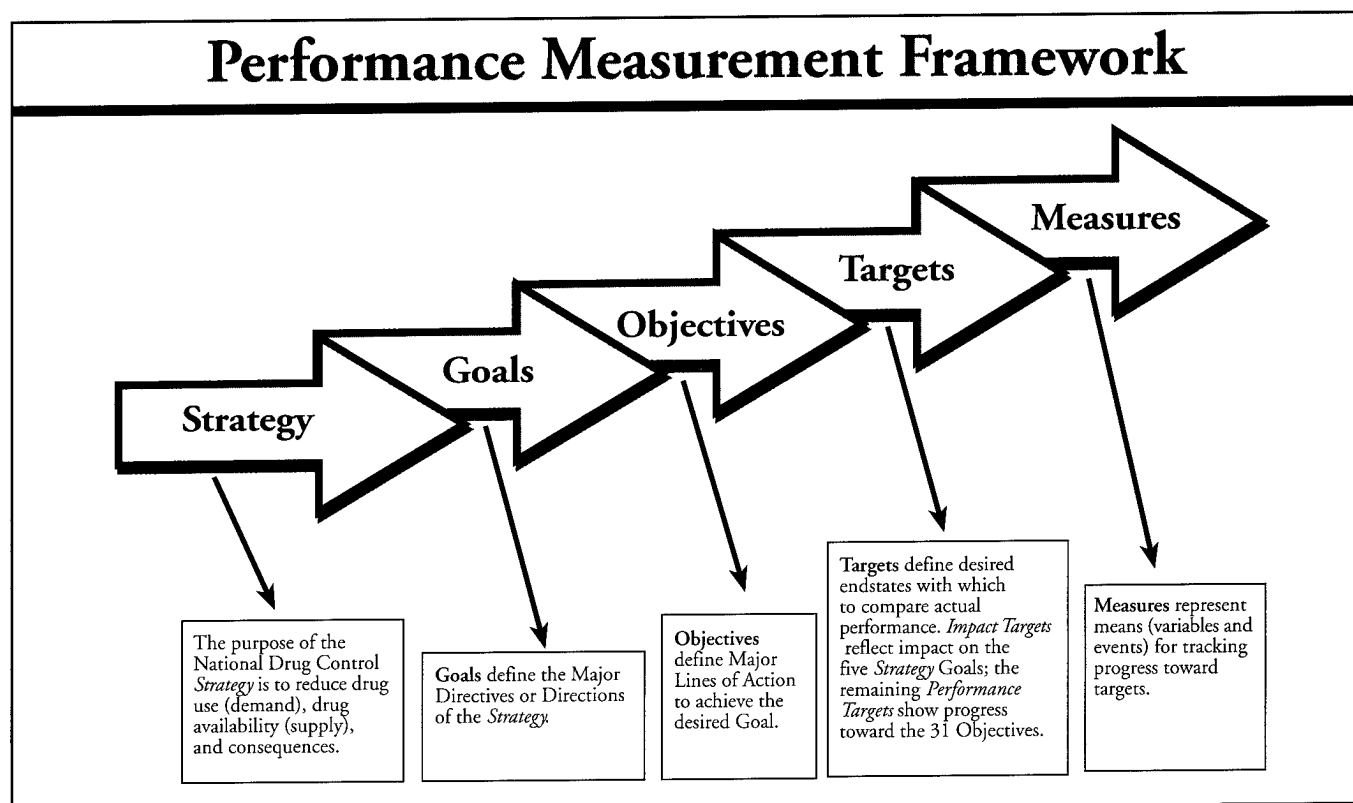 Performance Measurement Framework
Measures
Targets
Objectives
Goals
Strategy
The purpose of the
National Drug Control
Strategy is to reduce drug
use (demand), drug
availability (supply),
and consequences.
Goals define the Major
Directives or Directions
of the Strategy.
Objectives
define Major
Lines of Action
to achieve the
desired Goal.
Targets define desired
endstates with which
to compare actual
performance. Impact Targets
reflect impact on the
five Strategy Goals; the
remaining Performance
Targets show progress
toward the 31 Objectives.
Measures represent
means (variables and
events) for tracking
progress toward
targets.